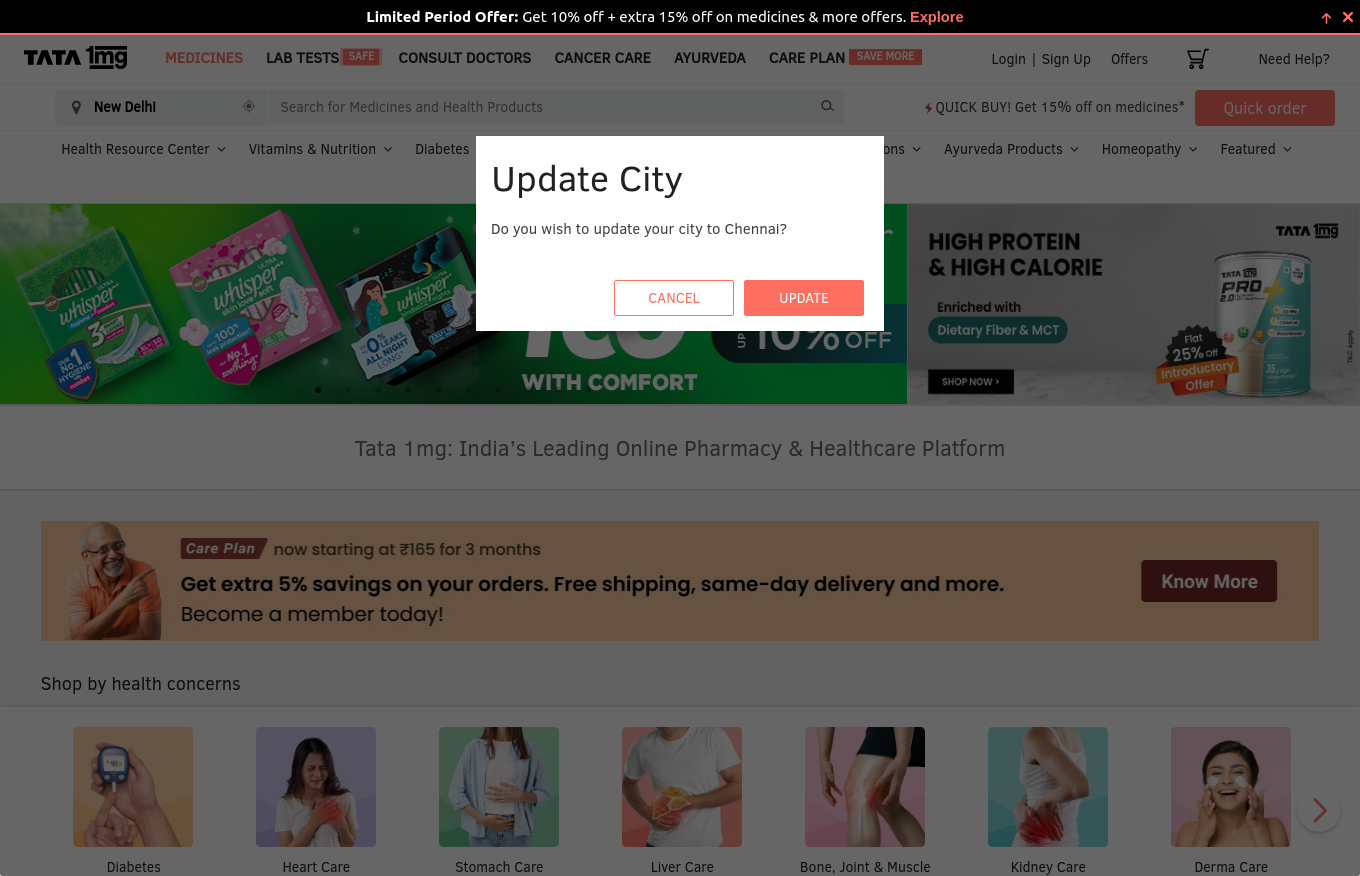 Limited Period Offer: Get 10% off + extra 15% off on medicines & more offers. Explore
TATA 1mg
MEDICINES LAB TESTS SAFE CONSULT DOCTORS CANCER CARE AYURVEDA CARE PLAN SAVE MORE
Login | Sign Up Offers Need Help?
New Delhi
Search for Medicines and Health Products
QUICK BUY! Get 15% off on medicines*
Quick order
Health Resource Center Vitamins & Nutrition Diabetes
Ayurveda Products Homeopathy Featured
Update City
Do you wish to update your city to Chennai?
CANCEL UPDATE
whisper
whisper
whisper
OUR No.1 HYGIENE
100% leak protection
No.1 soothing
0% LEAKS ALL NIGHT LONG
WITH COMFORT
UP
10% OFF
HIGH PROTEIN
& HIGH CALORIE
Enriched with
Dietary Fiber & MCT
SHOP NOW >
TATA 1mg
TATA 1mg
PRO+
2.0
Flat
25% Off
Introductory
Offer
T&C Apply
Tata 1mg: India's Leading Online Pharmacy & Healthcare Platform
Care Plan now starting at ₹165 for 3 months
Get extra 5% savings on your orders. Free shipping, same-day delivery and more.
Become a member today!
Know More
Shop by health concerns
Diabetes
Heart Care
Stomach Care
Liver Care
Bone, Joint & Muscle
Kidney Care
Derma Care